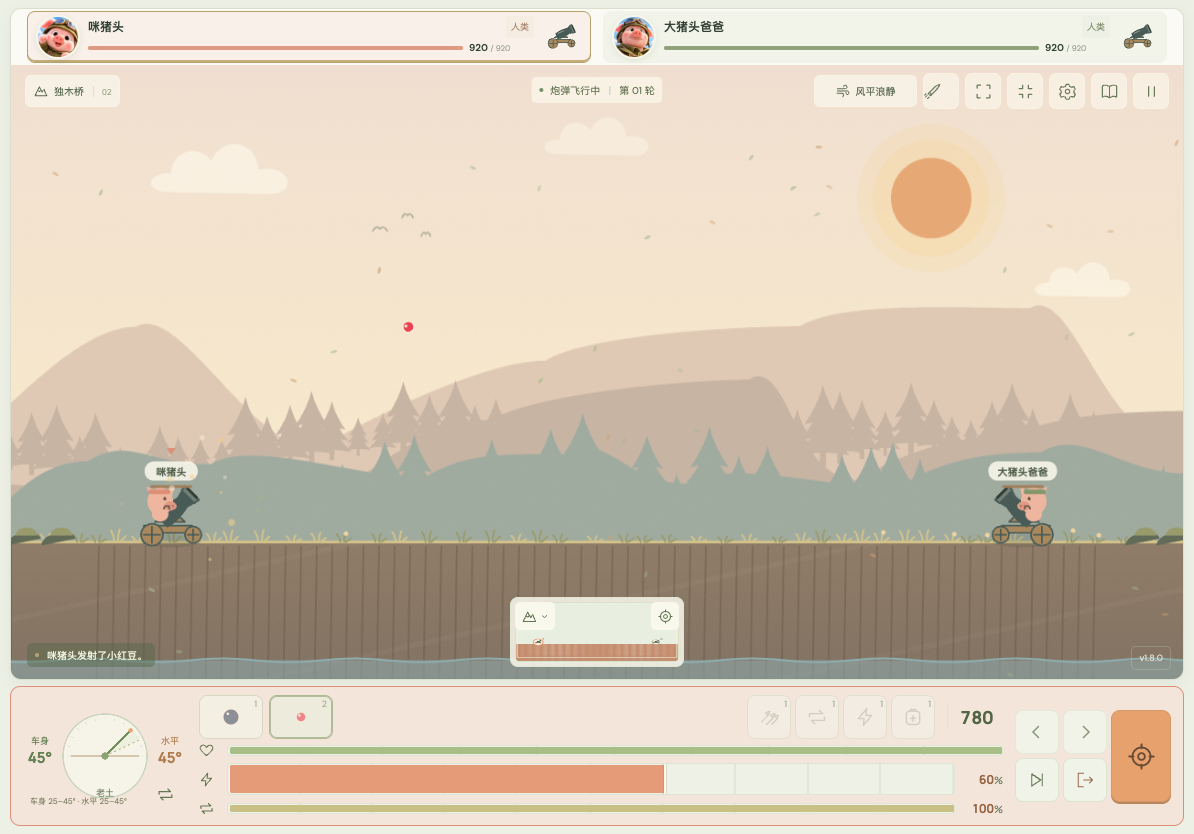 咪猪头
人类
920 / 920
大猪头爸爸
人类
920 / 920
独木桥 02
炮弹飞行中 第 01 轮
风平浪静
咪猪头
大猪头爸爸
咪猪头发射了小红豆。
v1.8.0
车身
45°
水平
45°
老土
车身 25–45° · 水平 25–45°
1
2
1
1
1
1
780
60%
100%